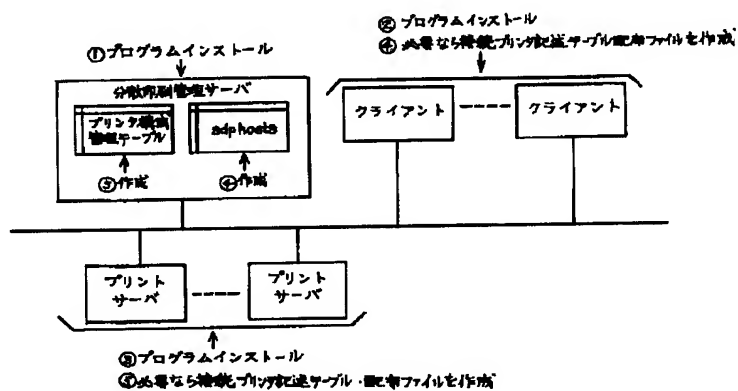 ②プログラムインストール
④必要なら接続プリンタ記述テーブル・配布ファイルを作成
①プログラムインストール
分散印刷管理サーバ
プリンタ構成
管理テーブル
adphosts
③作成
④作成
クライアント
クライアント
プリント
サーバ
プリント
サーバ
③プログラムインストール
⑤必要なら接続プリンタ記述テーブル・配布ファイルを作成